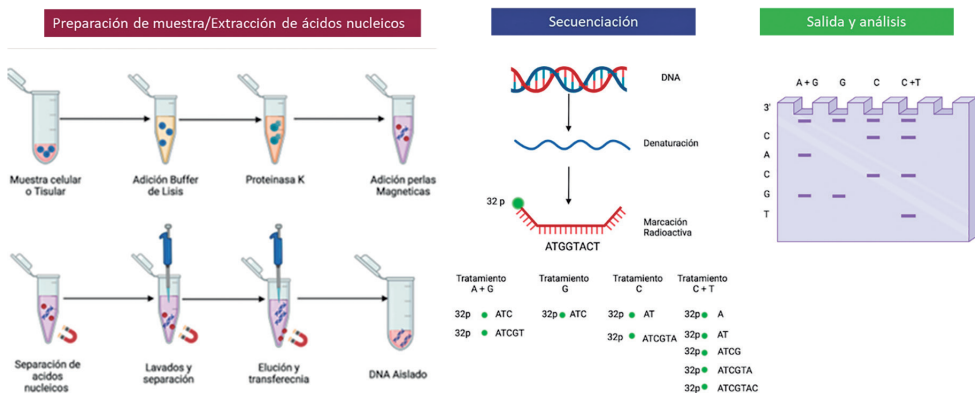 Preparación de muestra/Extracción de ácidos nucleicos
Muestra celular
o Tisular
Adición Buffer
de Lisis
Proteinasa K
Adición perlas
Magneticas
Separación de
acidos
nucleicos
Lavados y
separación
Elución y
transferecnia
DNA Aislado
Secuenciación
DNA
Denaturación
32 p
Marcación
Radioactiva
ATGGTACT
Tratamiento
A + G
32p ATC
32p ATCGT
Tratamiento
G
32p ATC
Tratamiento
C
32p AT
32p ATCGTA
Tratamiento
C + T
32p A
32p AT
32p ATCG
32p ATCGTA
32p ATCGTAC
Salida y análisis
A + G G C C +T
3'
C
A
C
G
T